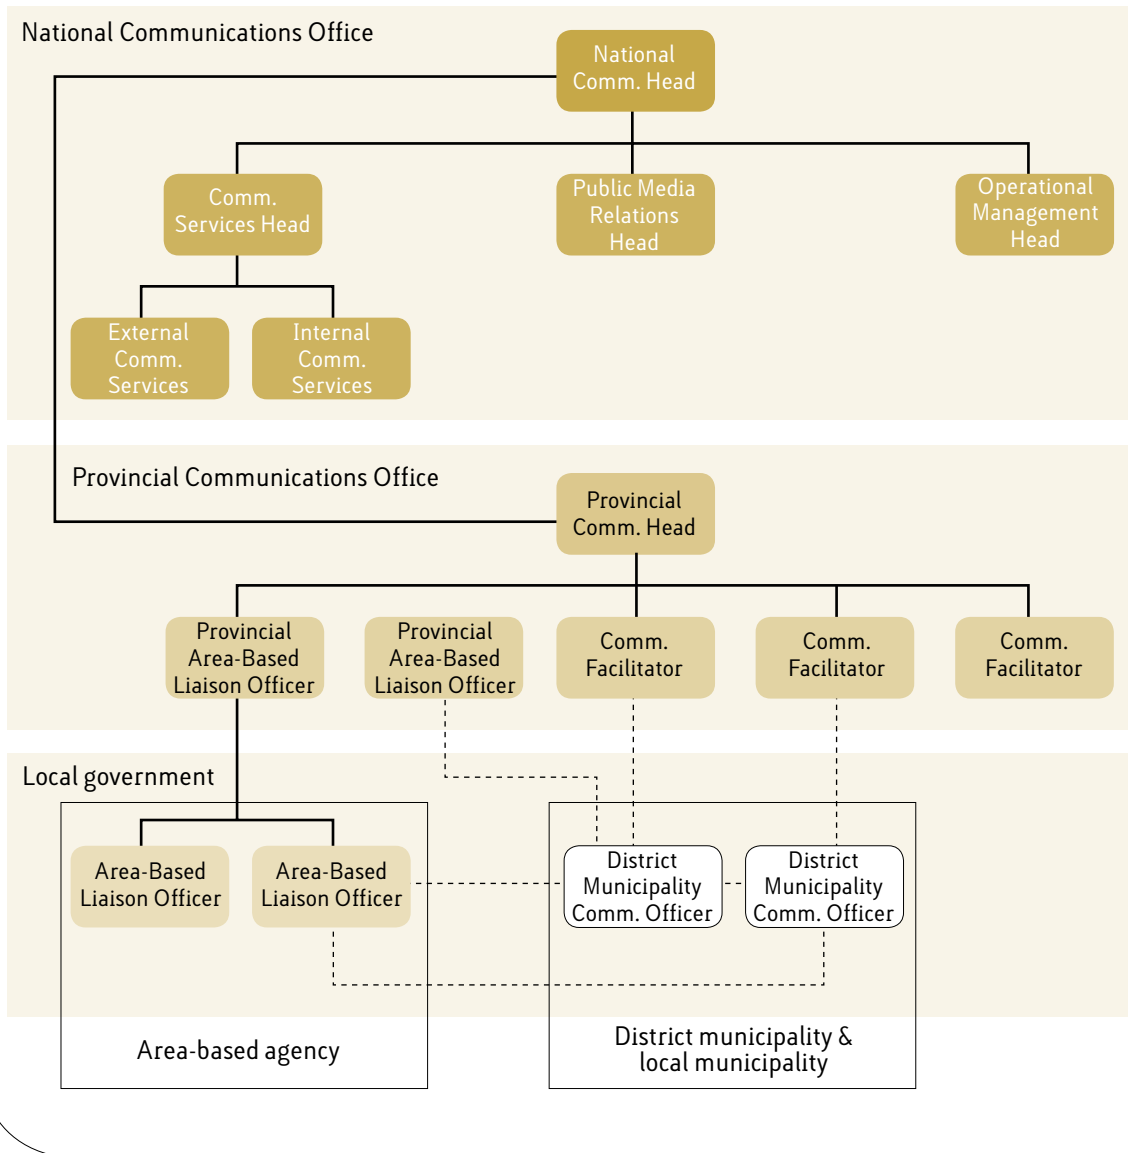 National Communications Office
National
Comm. Head
Comm.
Services Head
Public Media
Relations
Head
Operational
Management
Head
External
Comm.
Services
Internal
Comm.
Services
Provincial Communications Office
Provincial
Comm. Head
Provincial
Area-Based
Liaison Officer
Provincial
Area-Based
Liaison Officer
Comm.
Facilitator
Comm.
Facilitator
Comm.
Facilitator
Local government
Area-Based
Liaison Officer
Area-Based
Liaison Officer
District
Municipality
Comm. Officer
District
Municipality
Comm. Officer
Area-based agency
District municipality &
local municipality